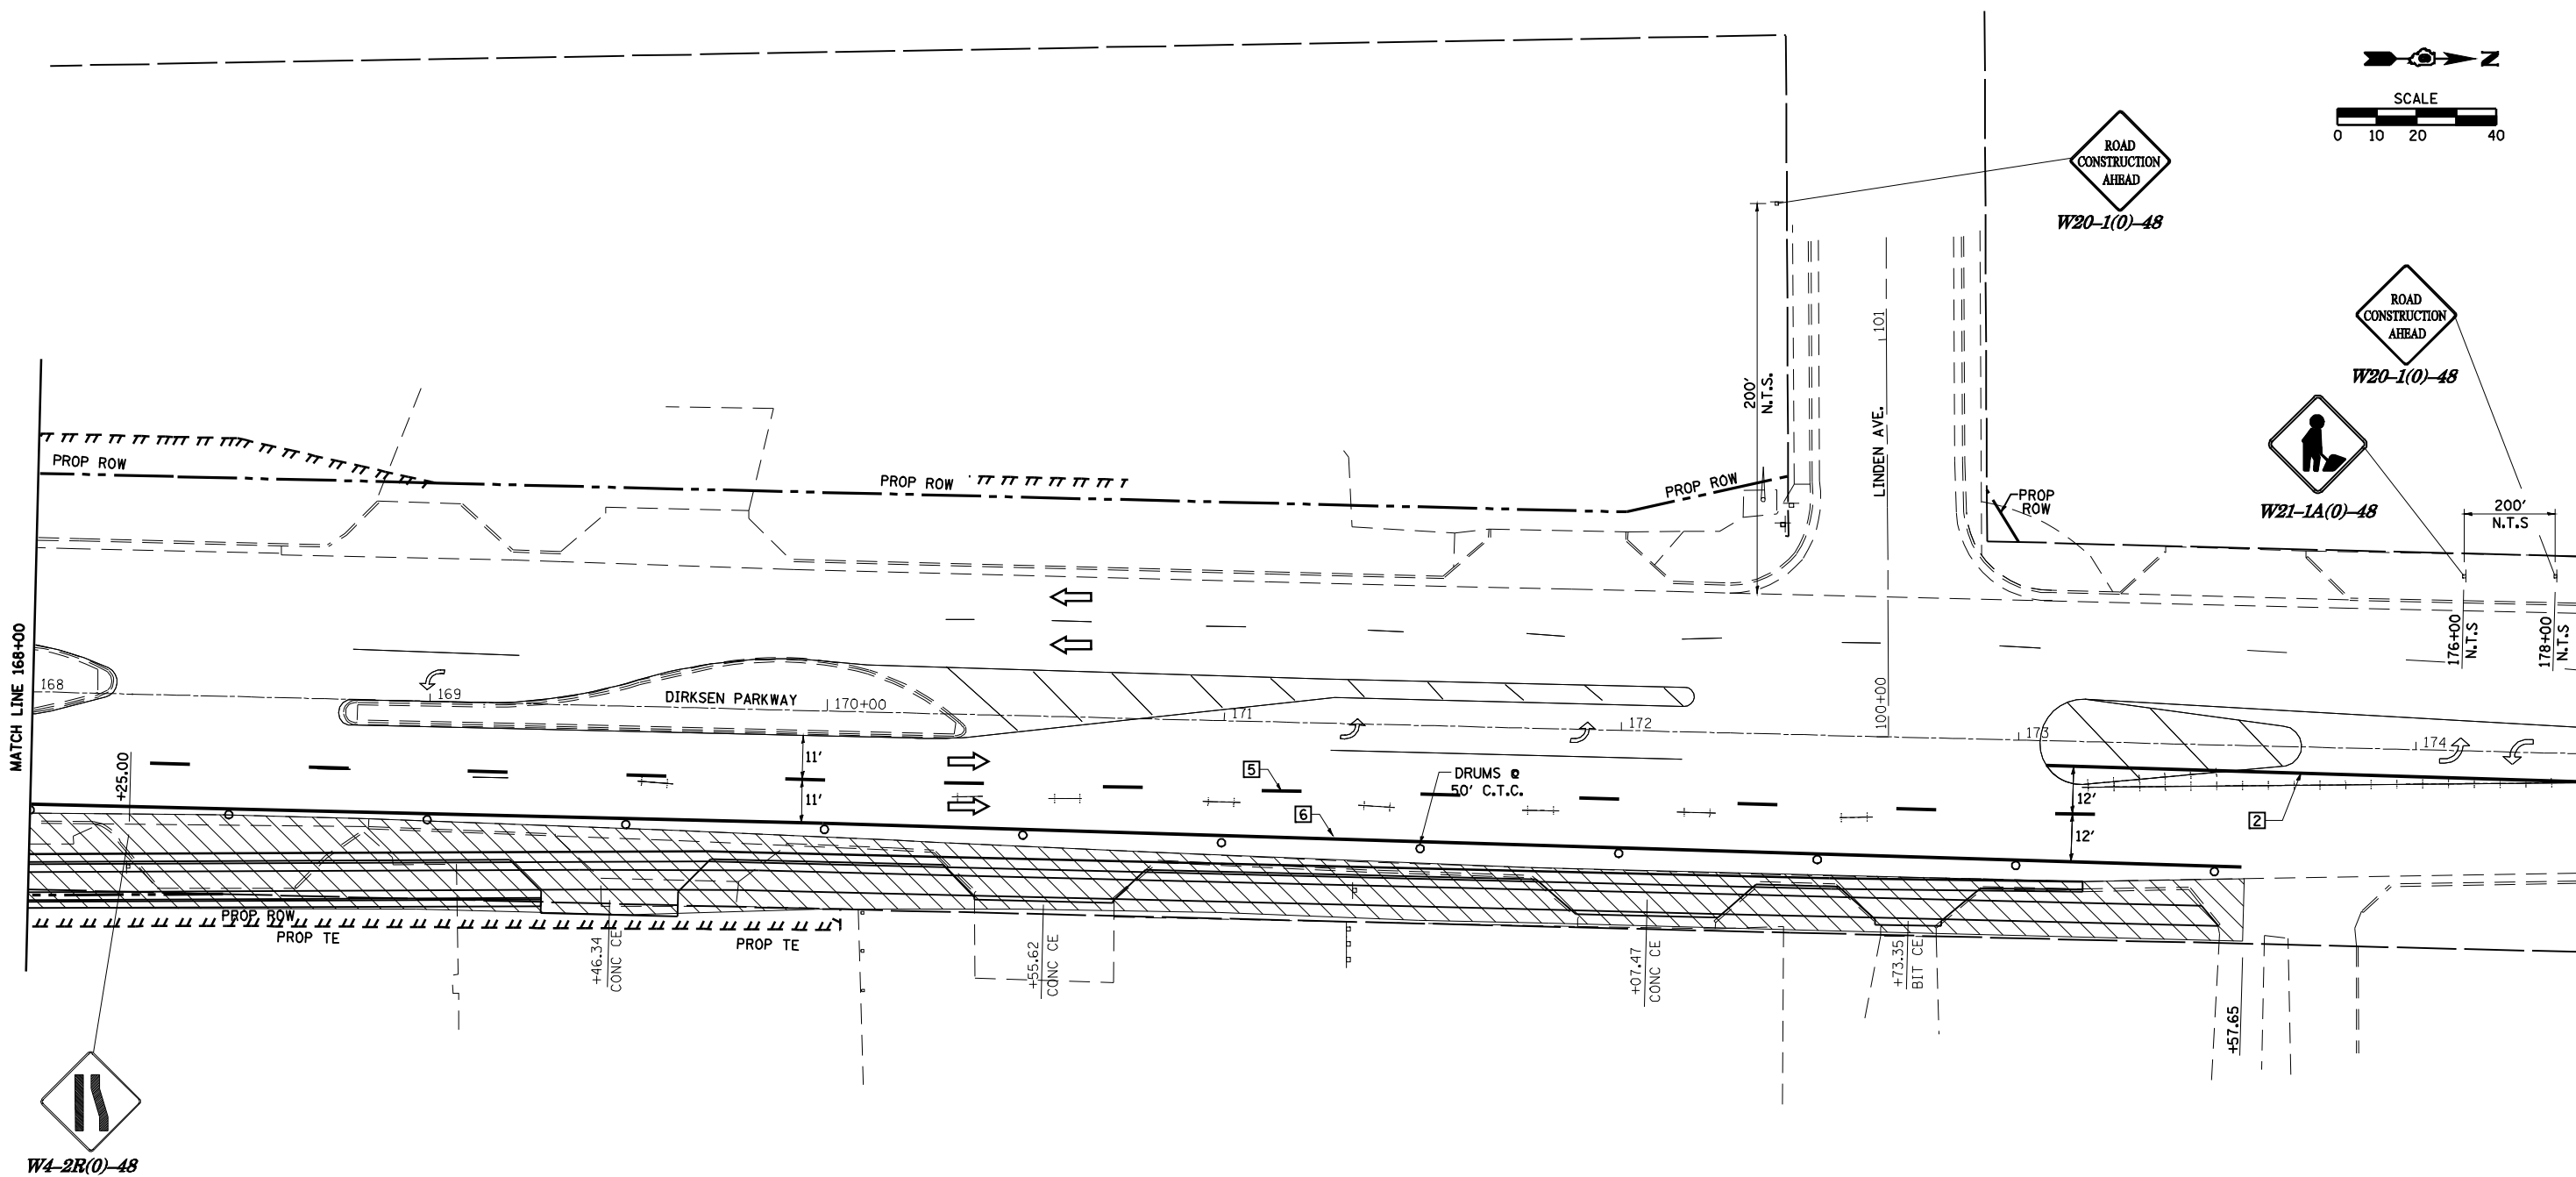 N
SCALE
0 10 20 40
ROAD
CONSTRUCTION
AHEAD
W20-1(0)-48
ROAD
CONSTRUCTION
AHEAD
W20-1(0)-48
W21-1A(0)-48
200'
N.T.S
176+00
N.T.S
178+00
N.T.S
200'
N.T.S.
LINDEN AVE.
101
100+00
PROP
ROW
PROP ROW
PROP ROW
PROP ROW
MATCH LINE 168+00
168
169
DIRKSEN PARKWAY
170+00
171
172
173
174
+25.00
11'
11'
5
DRUMS @
50' C.T.C.
6
12'
12'
2
PROP ROW
PROP TE
PROP TE
+46.34
CONC CE
+55.62
CONC CE
+07.47
CONC CE
+73.35
BIT CE
+57.65
W4-2R(0)-48